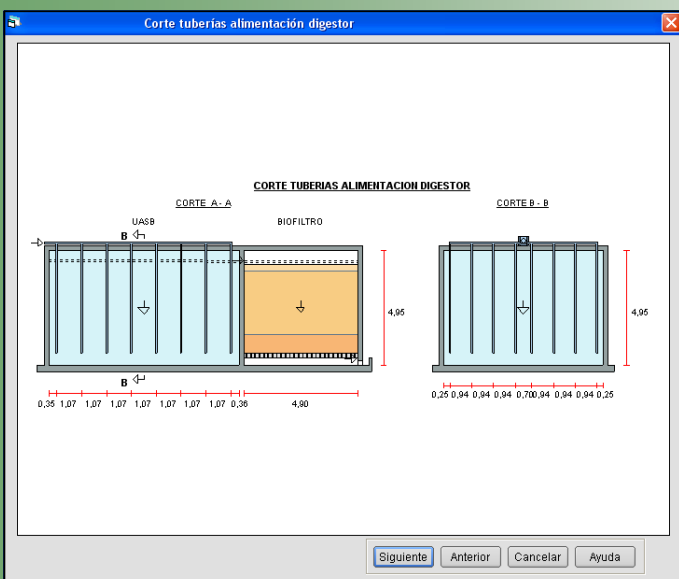 Corte tuberías alimentación digestor
CORTE TUBERIAS ALIMENTACION DIGESTOR
CORTE A - A
CORTE B - B
UASB
BIOFILTRO
B
4,95
4,95
B
0,35 1,07 1,07 1,07 1,07 1,07 1,07 1,07 0,36
4,90
0,25 0,94 0,94 0,94 0,70 0,94 0,94 0,94 0,25
Siguiente
Anterior
Cancelar
Ayuda